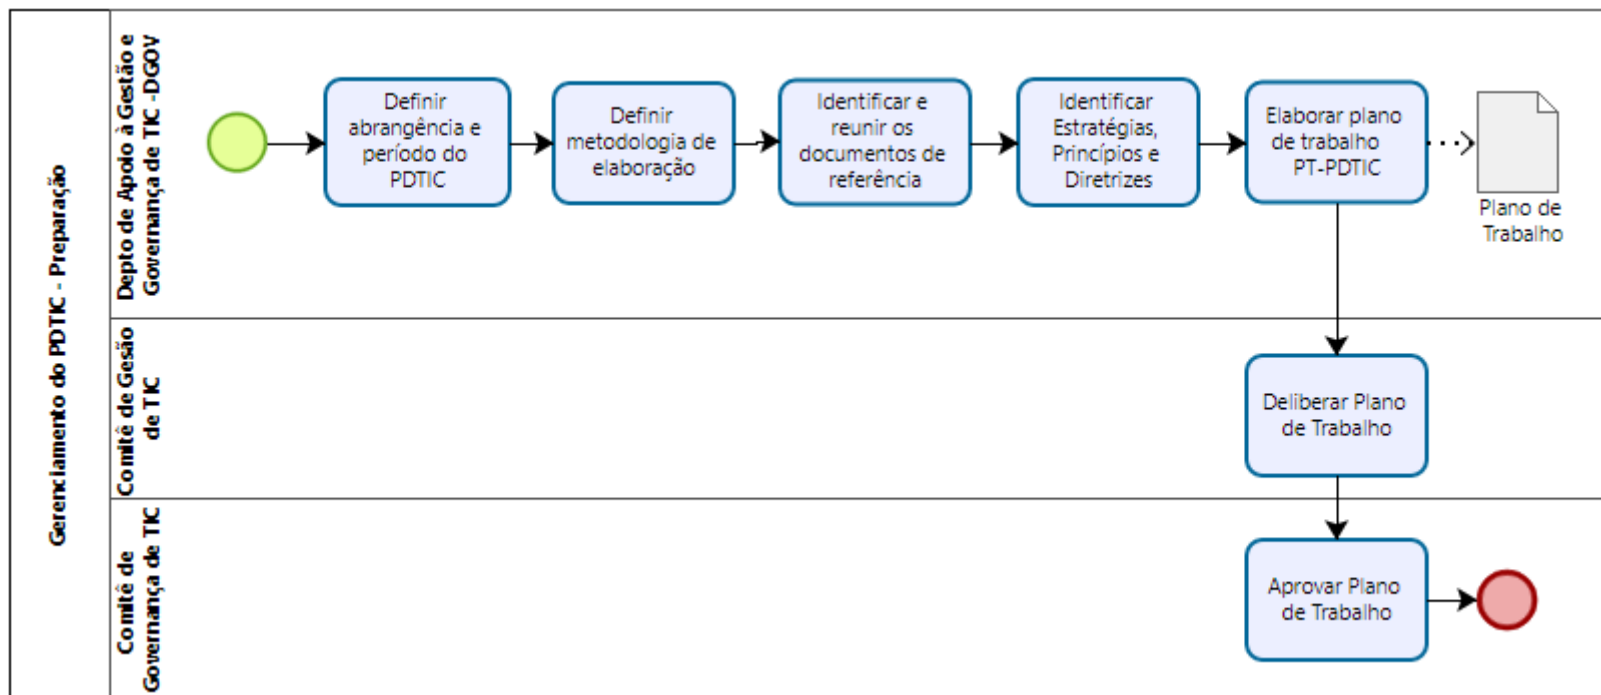 Gerenciamento do PDTIC - Preparação
Depto de Apoio à Gestão e
Governança de TIC -DGOV
Definir
abrangência e
período do
PDTIC
Definir
metodologia de
elaboração
Identificar e
reunir os
documentos de
referência
Identificar
Estratégias,
Princípios e
Diretrizes
Elaborar plano
de trabalho
PT-PDTIC
Plano de
Trabalho
Comitê de Gesão
de TIC
Deliberar Plano
de Trabalho
Comitê de
Governança de TIC
Aprovar Plano
de Trabalho